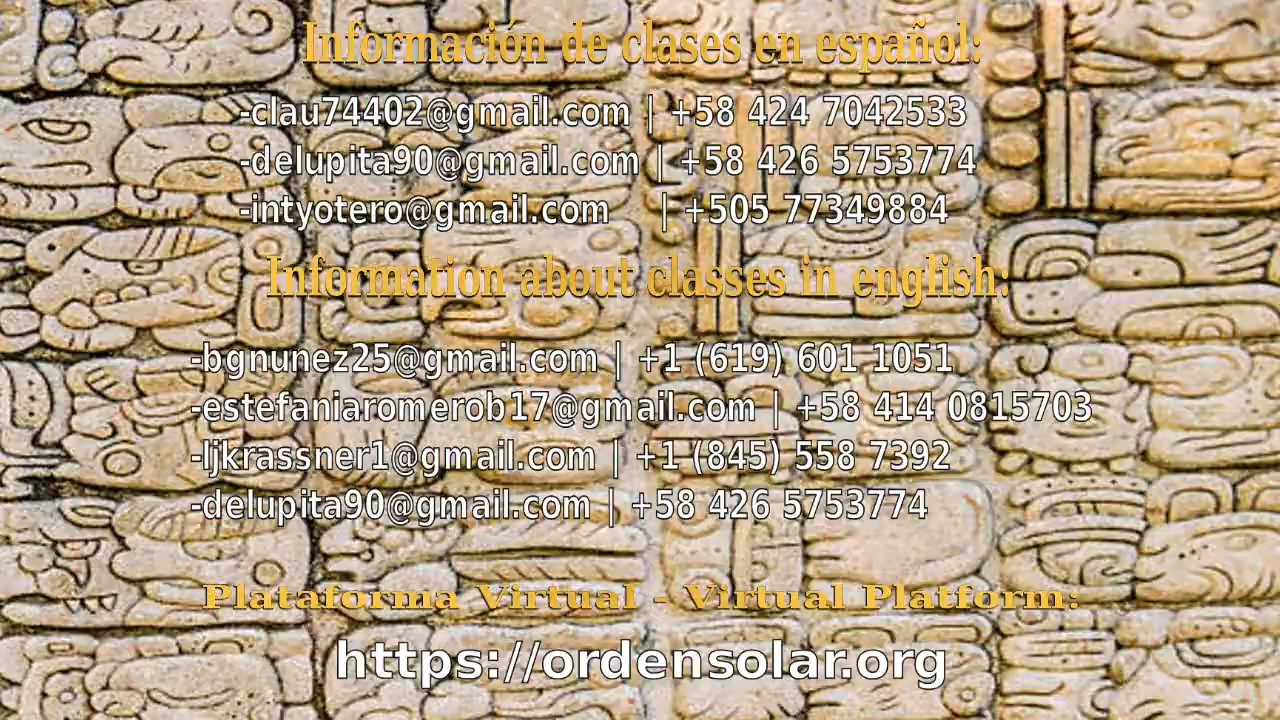 Información de clases en español:
-clau74402@gmail.com | +58 424 7042533
-delupita90@gmail.com | +58 426 5753774
-intyotero@gmail.com | +505 77349884
Information about classes in english:
-bgnunez25@gmail.com | +1 (619) 601 1051
-estefaniaromerob17@gmail.com | +58 414 0815703
-ljkrassner1@gmail.com | +1 (845) 558 7392
-delupita90@gmail.com | +58 426 5753774
Plataforma Virtual - Virtual Platform:
https://ordensolar.org